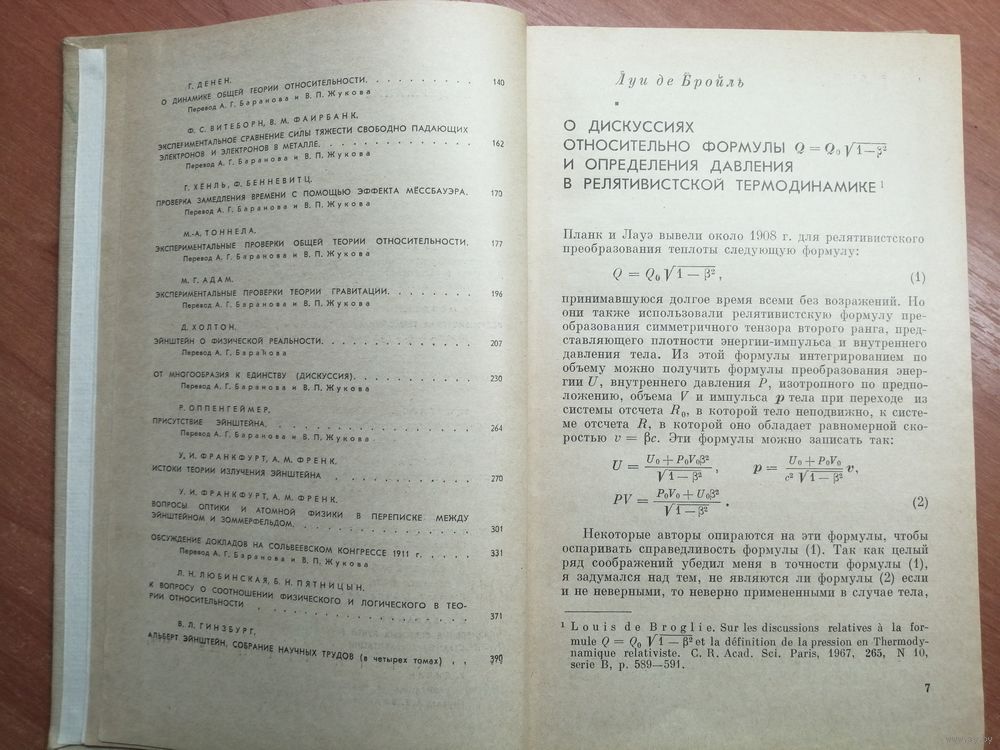 Г. ДЕНЕН.
О ДИНАМИКЕ ОБЩЕЙ ТЕОРИИ ОТНОСИТЕЛЬНОСТИ. . . . . . . . . 140
Перевод А. Г. Баранова и В. П. Жукова
Ф. С. ВИТЕБОРН, В. М. ФАИРБАНК.
ЭКСПЕРИМЕНТАЛЬНОЕ СРАВНЕНИЕ СИЛЫ ТЯЖЕСТИ СВОБОДНО ПАДАЮЩИХ
ЭЛЕКТРОНОВ И ЭЛЕКТРОНОВ В МЕТАЛЛЕ. . . . . . . . . . . . 162
Перевод А. Г. Баранова и В. П. Жукова
Г. ХЁНЛЬ, Ф. БЕННЕВИТЦ.
ПРОВЕРКА ЗАМЕДЛЕНИЯ ВРЕМЕНИ С ПОМОЩЬЮ ЭФФЕКТА МЁССБАУЭРА. 170
Перевод А. Г. Баранова и В. П. Жукова
М.-А. ТОННЕЛА.
ЭКСПЕРИМЕНТАЛЬНЫЕ ПРОВЕРКИ ОБЩЕЙ ТЕОРИИ ОТНОСИТЕЛЬНОСТИ. 177
Перевод А. Г. Баранова и В. П. Жукова
М. Г. АДАМ.
ЭКСПЕРИМЕНТАЛЬНЫЕ ПРОВЕРКИ ТЕОРИИ ГРАВИТАЦИИ. . . . . . . 196
Перевод А. Г. Баранова и В. П. Жукова
Д. ХОЛТОН.
ЭЙНШТЕЙН О ФИЗИЧЕСКОЙ РЕАЛЬНОСТИ. . . . . . . . . . . . . 207
Перевод А. Г. Баранова
ОТ МНОГООБРАЗИЯ К ЕДИНСТВУ (ДИСКУССИЯ). . . . . . . . . . 230
Перевод А. Г. Баранова и В. П. Жукова
Р. ОППЕНГЕЙМЕР.
ПРИСУТСТВИЕ ЭЙНШТЕЙНА. . . . . . . . . . . . . . . . . . 264
Перевод А. Г. Баранова и В. П. Жукова
У. И. ФРАНКФУРТ, А. М. ФРЕНК.
ИСТОКИ ТЕОРИИ ИЗЛУЧЕНИЯ ЭЙНШТЕЙНА . . . . . . . . . . . 270
У. И. ФРАНКФУРТ, А. М. ФРЕНК.
ВОПРОСЫ ОПТИКИ И АТОМНОЙ ФИЗИКИ В ПЕРЕПИСКЕ МЕЖДУ
ЭЙНШТЕЙНОМ И ЗОММЕРФЕЛЬДОМ. . . . . . . . . . . . . . . 301
ОБСУЖДЕНИЕ ДОКЛАДОВ НА СОЛЬВЕЕВСКОМ КОНГРЕССЕ 1911 г. . . . . 331
Перевод А. Г. Баранова и В. П. Жукова
Л. Н. ЛЮБИНСКАЯ, Б. Н. ПЯТНИЦЫН.
К ВОПРОСУ О СООТНОШЕНИИ ФИЗИЧЕСКОГО И ЛОГИЧЕСКОГО В ТЕО-
РИИ ОТНОСИТЕЛЬНОСТИ . . . . . . . . . . . . . . . . . . 371
В. Л. ГИНЗБУРГ.
АЛЬБЕРТ ЭЙНШТЕЙН, СОБРАНИЕ НАУЧНЫХ ТРУДОВ (в четырех томах) . . 390
Луи де Бройль
О ДИСКУССИЯХ
ОТНОСИТЕЛЬНО ФОРМУЛЫ Q = Q₀ √1—β²
И ОПРЕДЕЛЕНИЯ ДАВЛЕНИЯ
В РЕЛЯТИВИСТСКОЙ ТЕРМОДИНАМИКЕ ¹
Планк и Лауэ вывели около 1908 г. для релятивистского
преобразования теплоты следующую формулу:
Q = Q₀ √1 — β², (1)
принимавшуюся долгое время всеми без возражений. Но
они также использовали релятивистскую формулу пре-
образования симметричного тензора второго ранга, пред-
ставляющего плотности энергии-импульса и внутреннего
давления тела. Из этой формулы интегрированием по
объему можно получить формулы преобразования энер-
гии U, внутреннего давления P, изотропного по предпо-
ложению, объема V и импульса p тела при переходе из
системы отсчета R₀, в которой тело неподвижно, к систе-
ме отсчета R, в которой оно обладает равномерной ско-
ростью v = βc. Эти формулы можно записать так:
U = (U₀ + P₀V₀β²) / √1 — β², p = (U₀ + P₀V₀) / (c² √1 — β²) v,
PV = (P₀V₀ + U₀β²) / √1 — β². (2)
Некоторые авторы опираются на эти формулы, чтобы
оспаривать справедливость формулы (1). Так как целый
ряд соображений убедил меня в точности формулы (1),
я задумался над тем, не являются ли формулы (2) если
и не неверными, то неверно примененными в случае тела,
¹ Louis de Broglie. Sur les discussions relatives à la for-
mule Q = Q₀ √1 — β² et la définition de la pression en Thermody-
namique relativiste. C. R. Acad. Sci. Paris, 1967, 265, N 10,
serie B, p. 589—591.
7